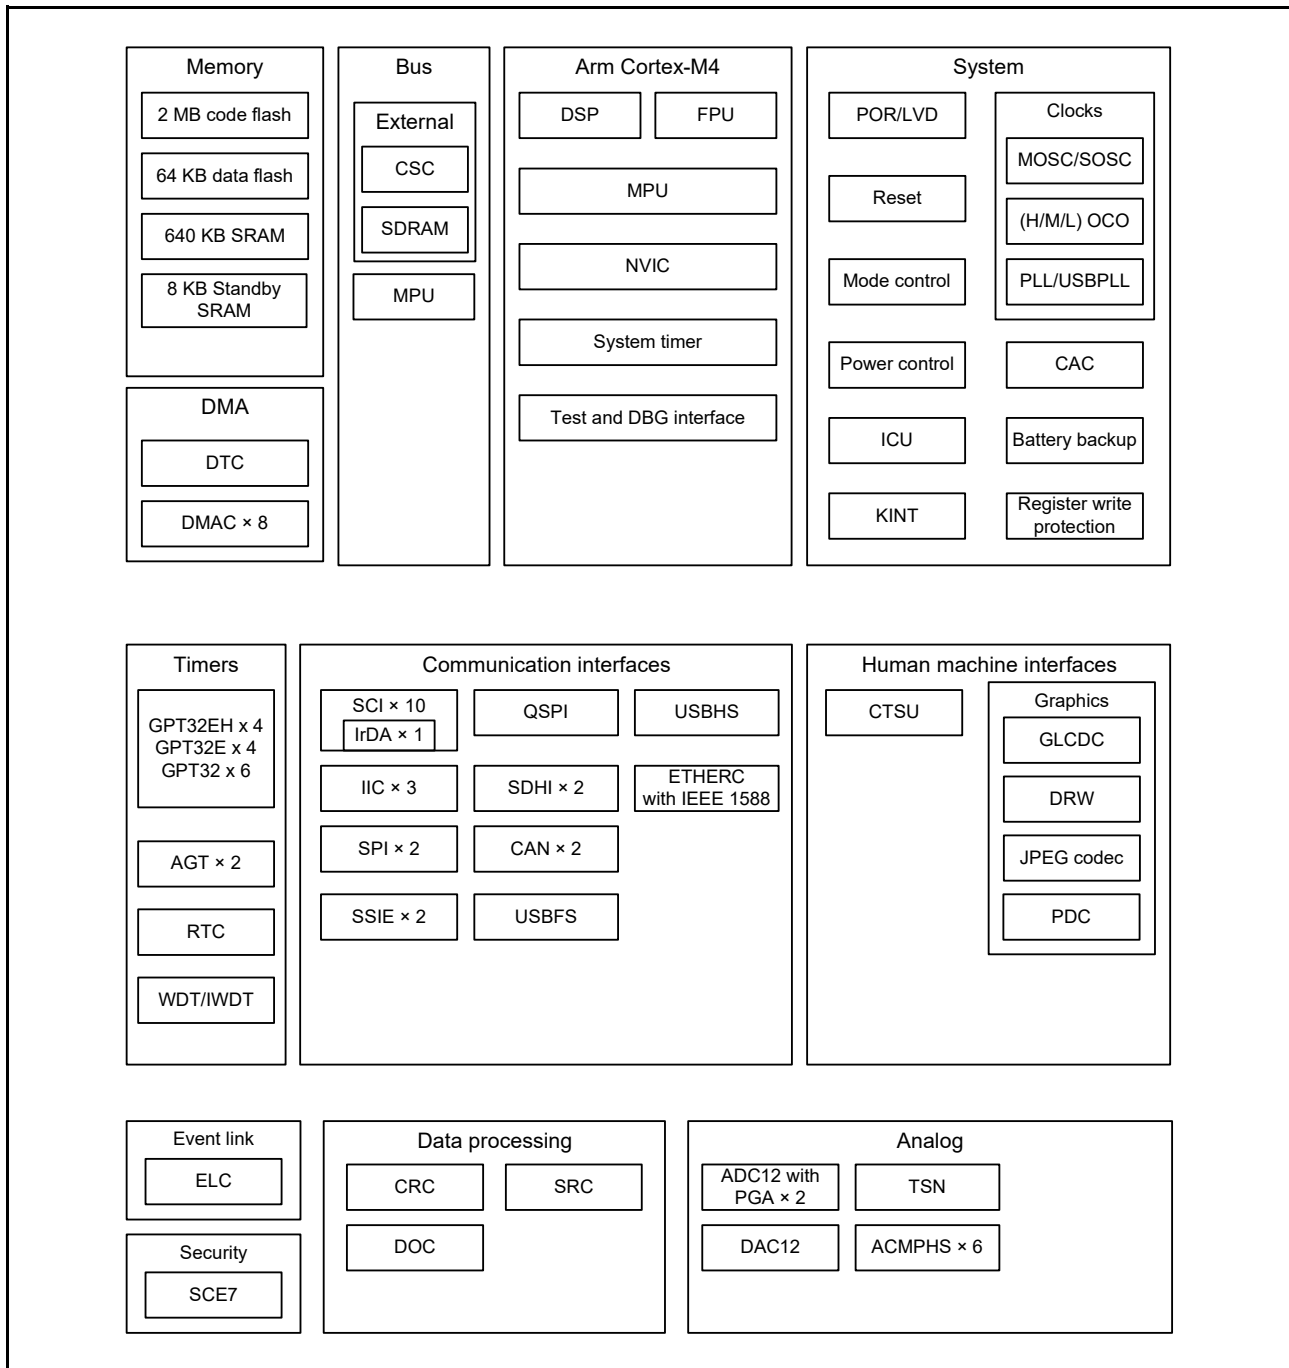 Memory
2 MB code flash
64 KB data flash
640 KB SRAM
8 KB Standby
SRAM
DMA
DTC
DMAC × 8
Bus
External
CSC
SDRAM
MPU
Arm Cortex-M4
DSP
FPU
MPU
NVIC
System timer
Test and DBG interface
System
POR/LVD
Reset
Mode control
Power control
ICU
KINT
Clocks
MOSC/SOSC
(H/M/L) OCO
PLL/USBPLL
CAC
Battery backup
Register write
protection
Timers
GPT32EH x 4
GPT32E x 4
GPT32 x 6
AGT × 2
RTC
WDT/IWDT
Communication interfaces
SCI × 10
IrDA × 1
IIC × 3
SPI × 2
SSIE × 2
QSPI
SDHI × 2
CAN × 2
USBFS
USBHS
ETHERC
with IEEE 1588
Human machine interfaces
CTSU
Graphics
GLCDC
DRW
JPEG codec
PDC
Event link
ELC
Security
SCE7
Data processing
CRC
SRC
DOC
Analog
ADC12 with
PGA × 2
TSN
DAC12
ACMPHS × 6